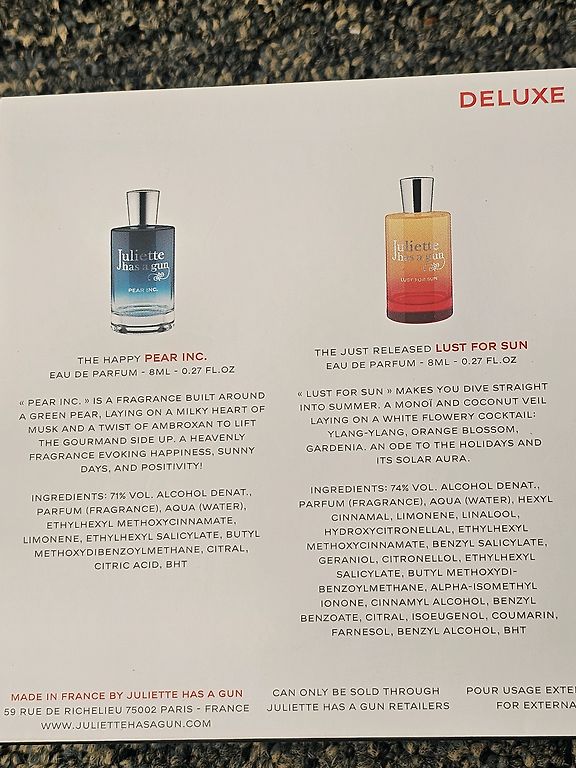 DELUXE
Juliette
has a gun
PEAR INC.
Juliette
has a gun
LUST FOR SUN
THE HAPPY PEAR INC.
EAU DE PARFUM - 8ML - 0.27 FL.OZ
« PEAR INC. » IS A FRAGRANCE BUILT AROUND
A GREEN PEAR, LAYING ON A MILKY HEART OF
MUSK AND A TWIST OF AMBROXAN TO LIFT
THE GOURMAND SIDE UP. A HEAVENLY
FRAGRANCE EVOKING HAPPINESS, SUNNY
DAYS, AND POSITIVITY!
INGREDIENTS: 71% VOL. ALCOHOL DENAT.,
PARFUM (FRAGRANCE), AQUA (WATER),
ETHYLHEXYL METHOXYCINNAMATE,
LIMONENE, ETHYLHEXYL SALICYLATE, BUTYL
METHOXYDIBENZOYLMETHANE, CITRAL,
CITRIC ACID, BHT
THE JUST RELEASED LUST FOR SUN
EAU DE PARFUM - 8ML - 0.27 FL.OZ
« LUST FOR SUN » MAKES YOU DIVE STRAIGHT
INTO SUMMER. A MONOÏ AND COCONUT VEIL
LAYING ON A WHITE FLOWERY COCKTAIL:
YLANG-YLANG, ORANGE BLOSSOM,
GARDENIA. AN ODE TO THE HOLIDAYS AND
ITS SOLAR AURA.
INGREDIENTS: 74% VOL. ALCOHOL DENAT.,
PARFUM (FRAGRANCE), AQUA (WATER), HEXYL
CINNAMAL, LIMONENE, LINALOOL,
HYDROXYCITRONELLAL, ETHYLHEXYL
METHOXYCINNAMATE, BENZYL SALICYLATE,
GERANIOL, CITRONELLOL, ETHYLHEXYL
SALICYLATE, BUTYL METHOXYDI-
BENZOYLMETHANE, ALPHA-ISOMETHYL
IONONE, CINNAMYL ALCOHOL, BENZYL
BENZOATE, CITRAL, ISOEUGENOL, COUMARIN,
FARNESOL, BENZYL ALCOHOL, BHT
MADE IN FRANCE BY JULIETTE HAS A GUN
59 RUE DE RICHELIEU 75002 PARIS - FRANCE
WWW.JULIETTEHASAGUN.COM
CAN ONLY BE SOLD THROUGH
JULIETTE HAS A GUN RETAILERS
POUR USAGE EXTE
FOR EXTERNA